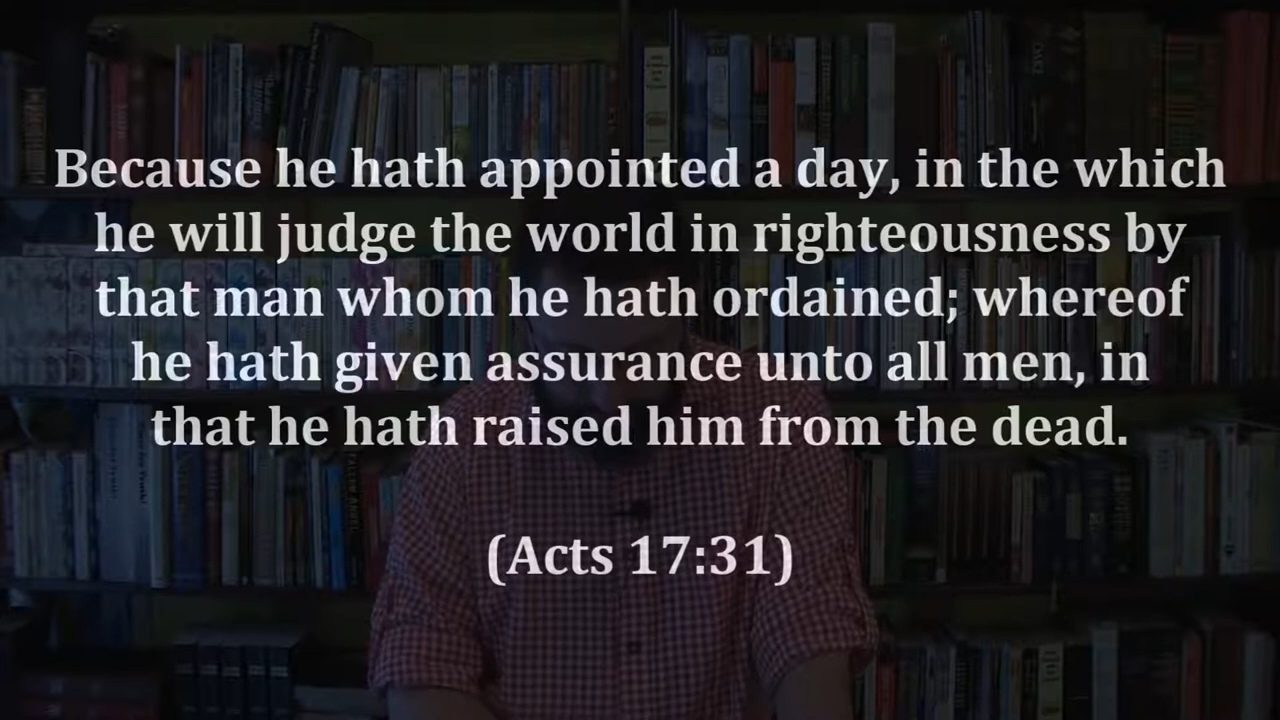 Because he hath appointed a day, in the which
he will judge the world in righteousness by
that man whom he hath ordained; whereof
he hath given assurance unto all men, in
that he hath raised him from the dead.
(Acts 17:31)